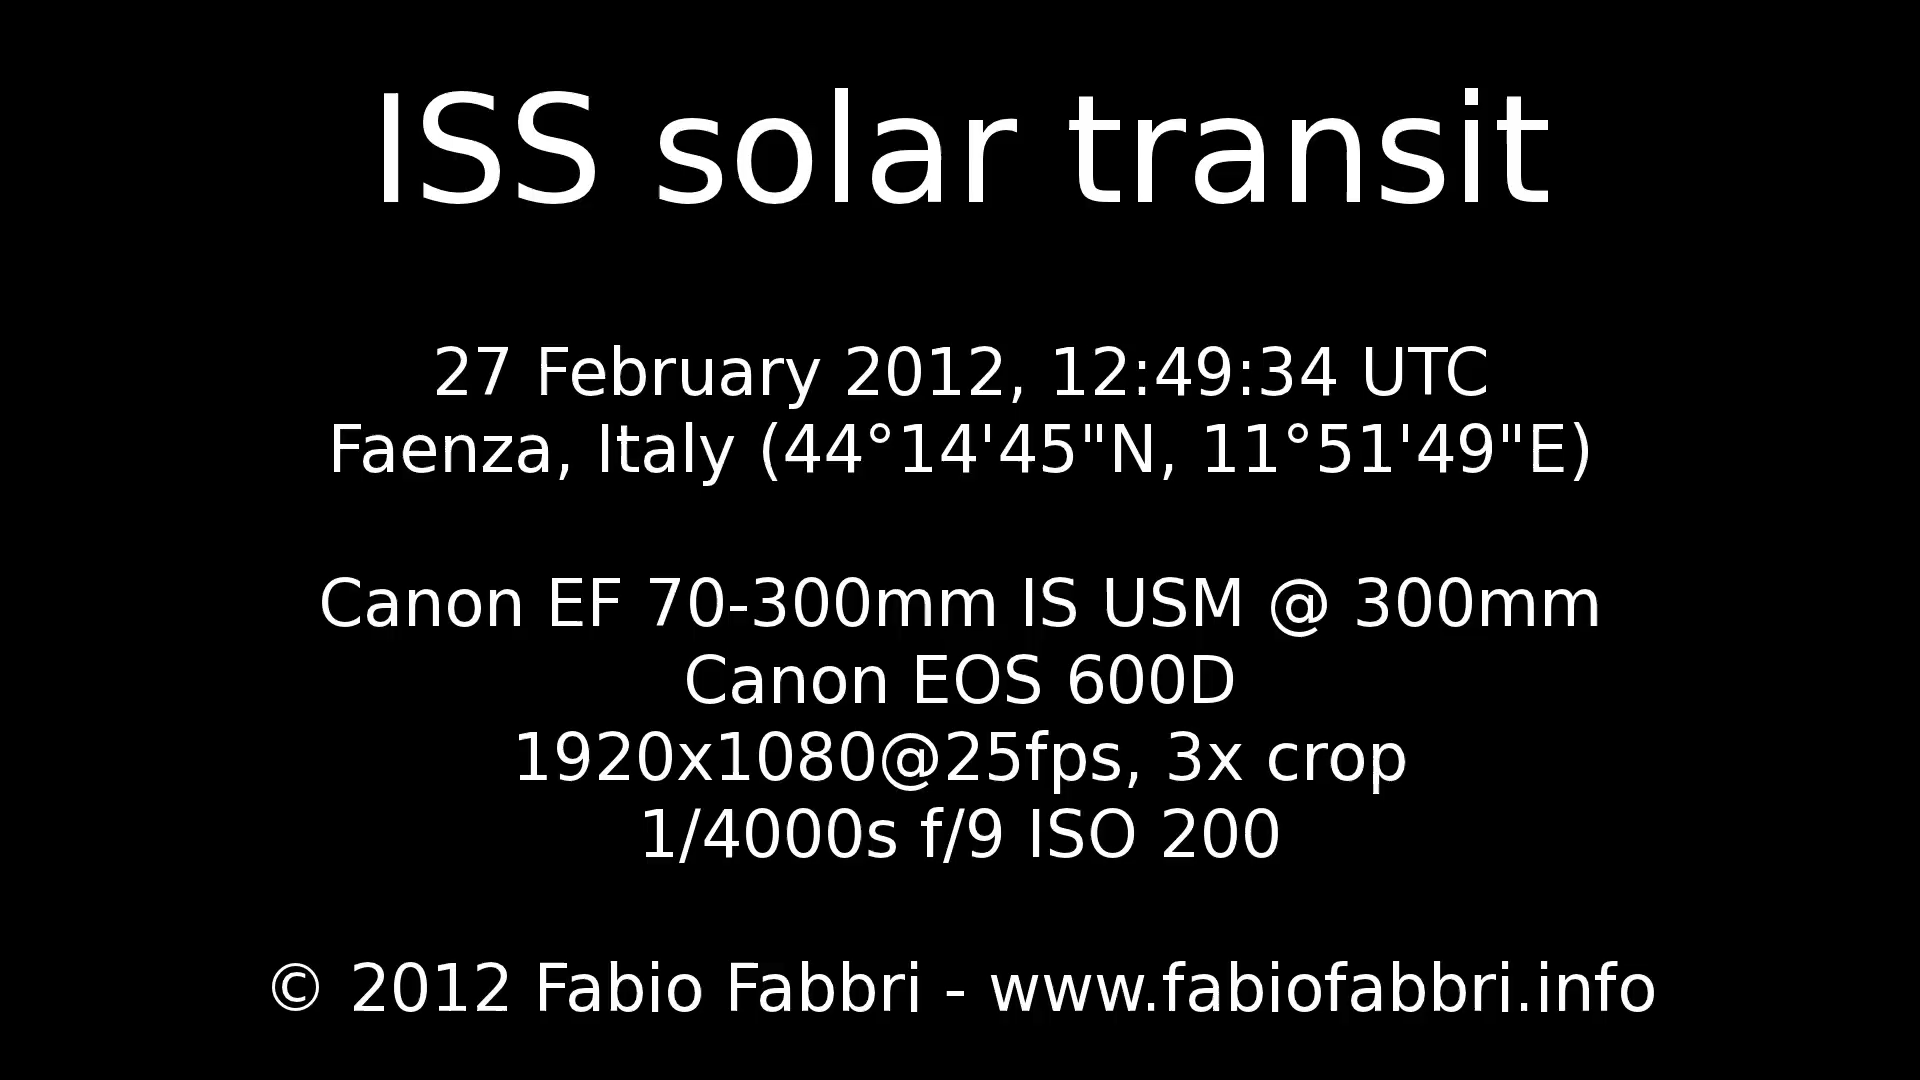 ISS solar transit
27 February 2012, 12:49:34 UTC
Faenza, Italy (44°14'45"N, 11°51'49"E)
Canon EF 70-300mm IS USM @ 300mm
Canon EOS 600D
1920x1080@25fps, 3x crop
1/4000s f/9 ISO 200
© 2012 Fabio Fabbri - www.fabiofabbri.info